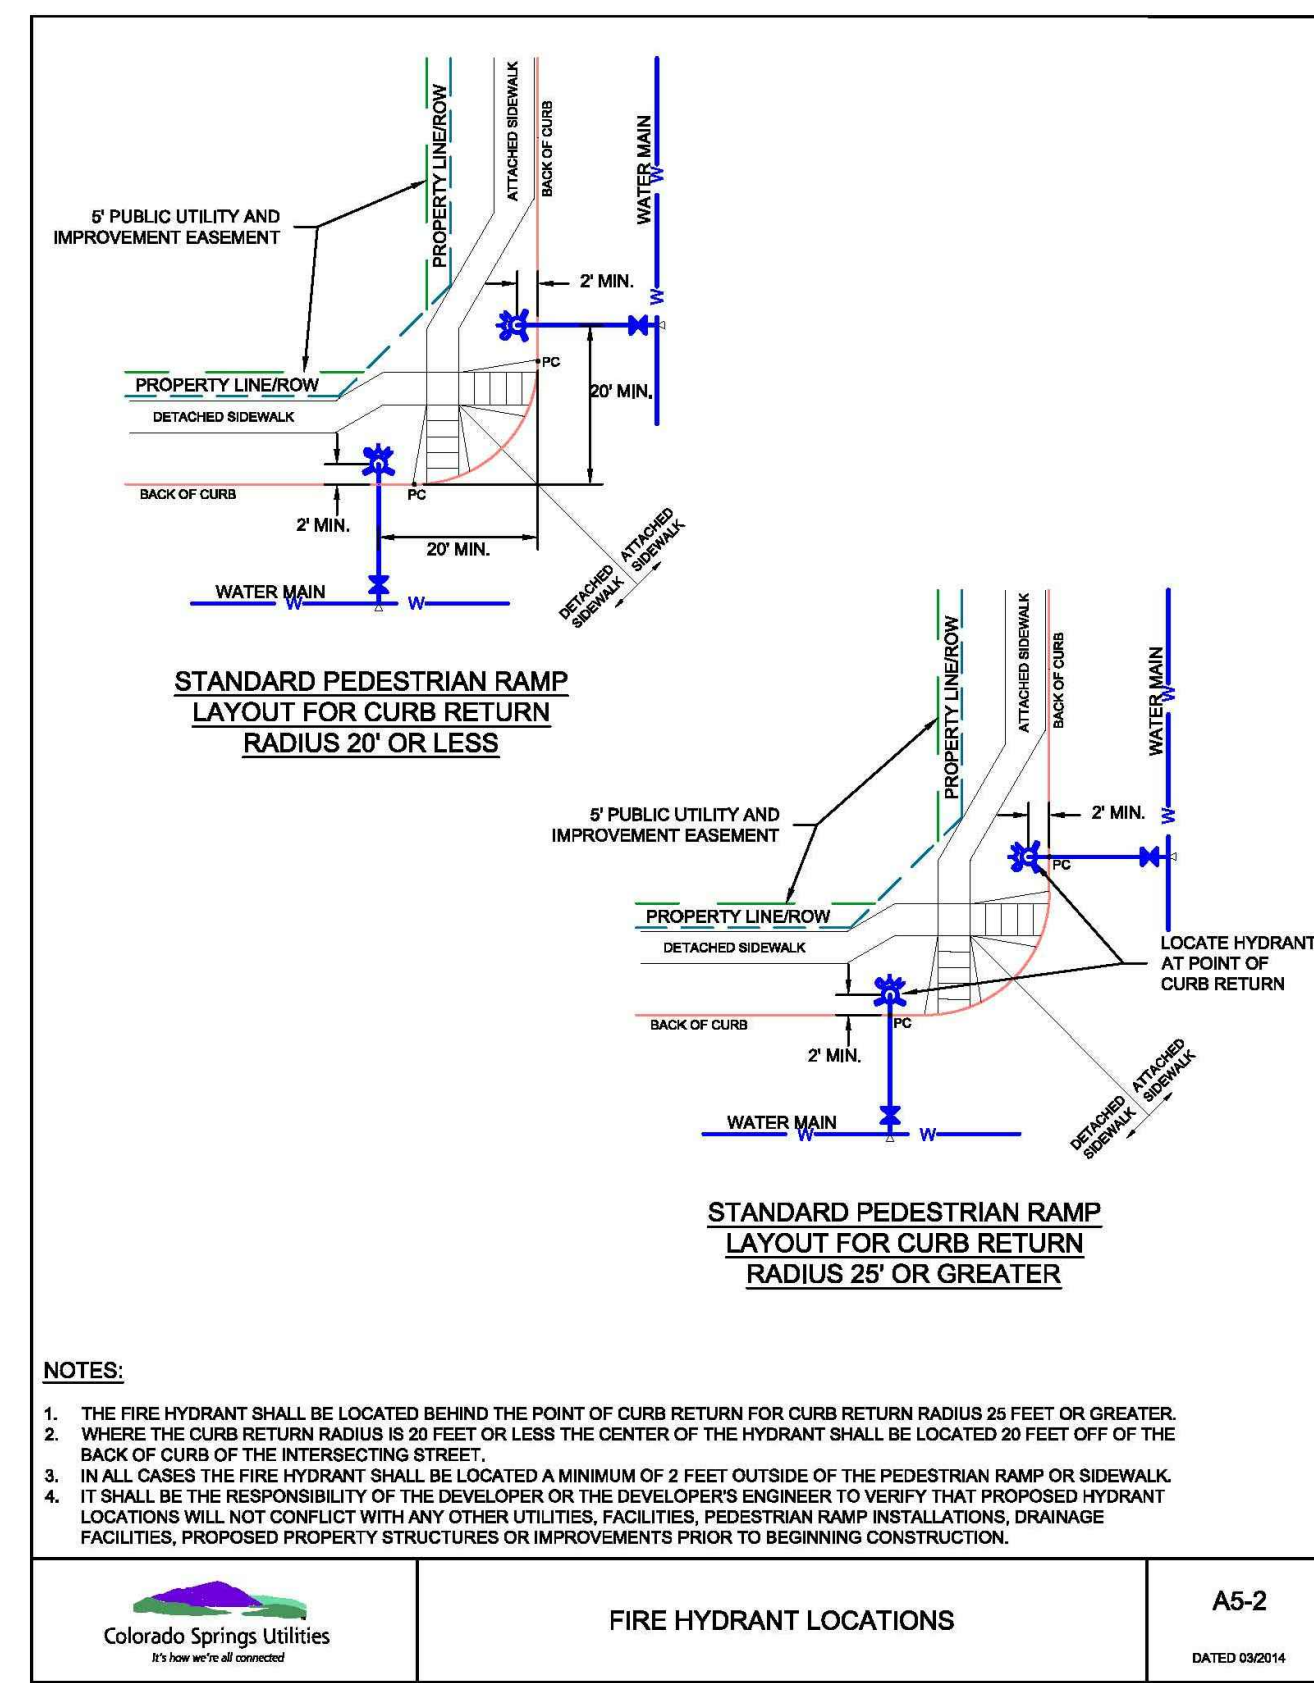 PROPERTY LINE/ROW
ATTACHED SIDEWALK
BACK OF CURB
WATER MAIN
W
W
5' PUBLIC UTILITY AND
IMPROVEMENT EASEMENT
2' MIN.
PC
20' MIN.
PROPERTY LINE/ROW
DETACHED SIDEWALK
BACK OF CURB
PC
2' MIN.
20' MIN.
WATER MAIN
W
W
ATTACHED
SIDEWALK
DETACHED
SIDEWALK
STANDARD PEDESTRIAN RAMP
LAYOUT FOR CURB RETURN
RADIUS 20' OR LESS
PROPERTY LINE/ROW
ATTACHED SIDEWALK
BACK OF CURB
WATER MAIN
W
W
5' PUBLIC UTILITY AND
IMPROVEMENT EASEMENT
2' MIN.
PC
PROPERTY LINE/ROW
DETACHED SIDEWALK
LOCATE HYDRANT
AT POINT OF
CURB RETURN
BACK OF CURB
PC
2' MIN.
WATER MAIN
W
W
ATTACHED
SIDEWALK
DETACHED
SIDEWALK
STANDARD PEDESTRIAN RAMP
LAYOUT FOR CURB RETURN
RADIUS 25' OR GREATER
NOTES:
1. THE FIRE HYDRANT SHALL BE LOCATED BEHIND THE POINT OF CURB RETURN FOR CURB RETURN RADIUS 25 FEET OR GREATER.
2. WHERE THE CURB RETURN RADIUS IS 20 FEET OR LESS THE CENTER OF THE HYDRANT SHALL BE LOCATED 20 FEET OFF OF THE
BACK OF CURB OF THE INTERSECTING STREET.
3. IN ALL CASES THE FIRE HYDRANT SHALL BE LOCATED A MINIMUM OF 2 FEET OUTSIDE OF THE PEDESTRIAN RAMP OR SIDEWALK.
4. IT SHALL BE THE RESPONSIBILITY OF THE DEVELOPER OR THE DEVELOPER'S ENGINEER TO VERIFY THAT PROPOSED HYDRANT
LOCATIONS WILL NOT CONFLICT WITH ANY OTHER UTILITIES, FACILITIES, PEDESTRIAN RAMP INSTALLATIONS, DRAINAGE
FACILITIES, PROPOSED PROPERTY STRUCTURES OR IMPROVEMENTS PRIOR TO BEGINNING CONSTRUCTION.
Colorado Springs Utilities
It's how we're all connected
FIRE HYDRANT LOCATIONS
A5-2
DATED 03/2014